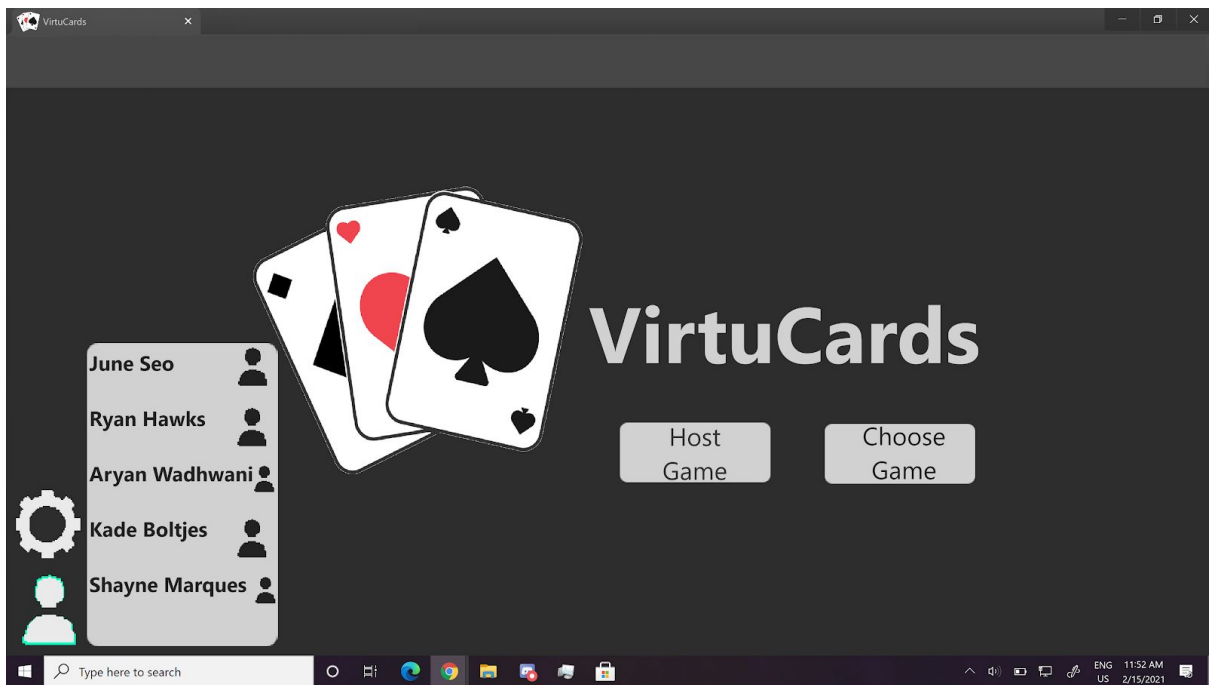 VirtuCards
VirtuCards
June Seo
Ryan Hawks
Aryan Wadhwani
Kade Boltjes
Shayne Marques
Host
Game
Choose
Game
Type here to search
ENG
US
11:52 AM
2/15/2021